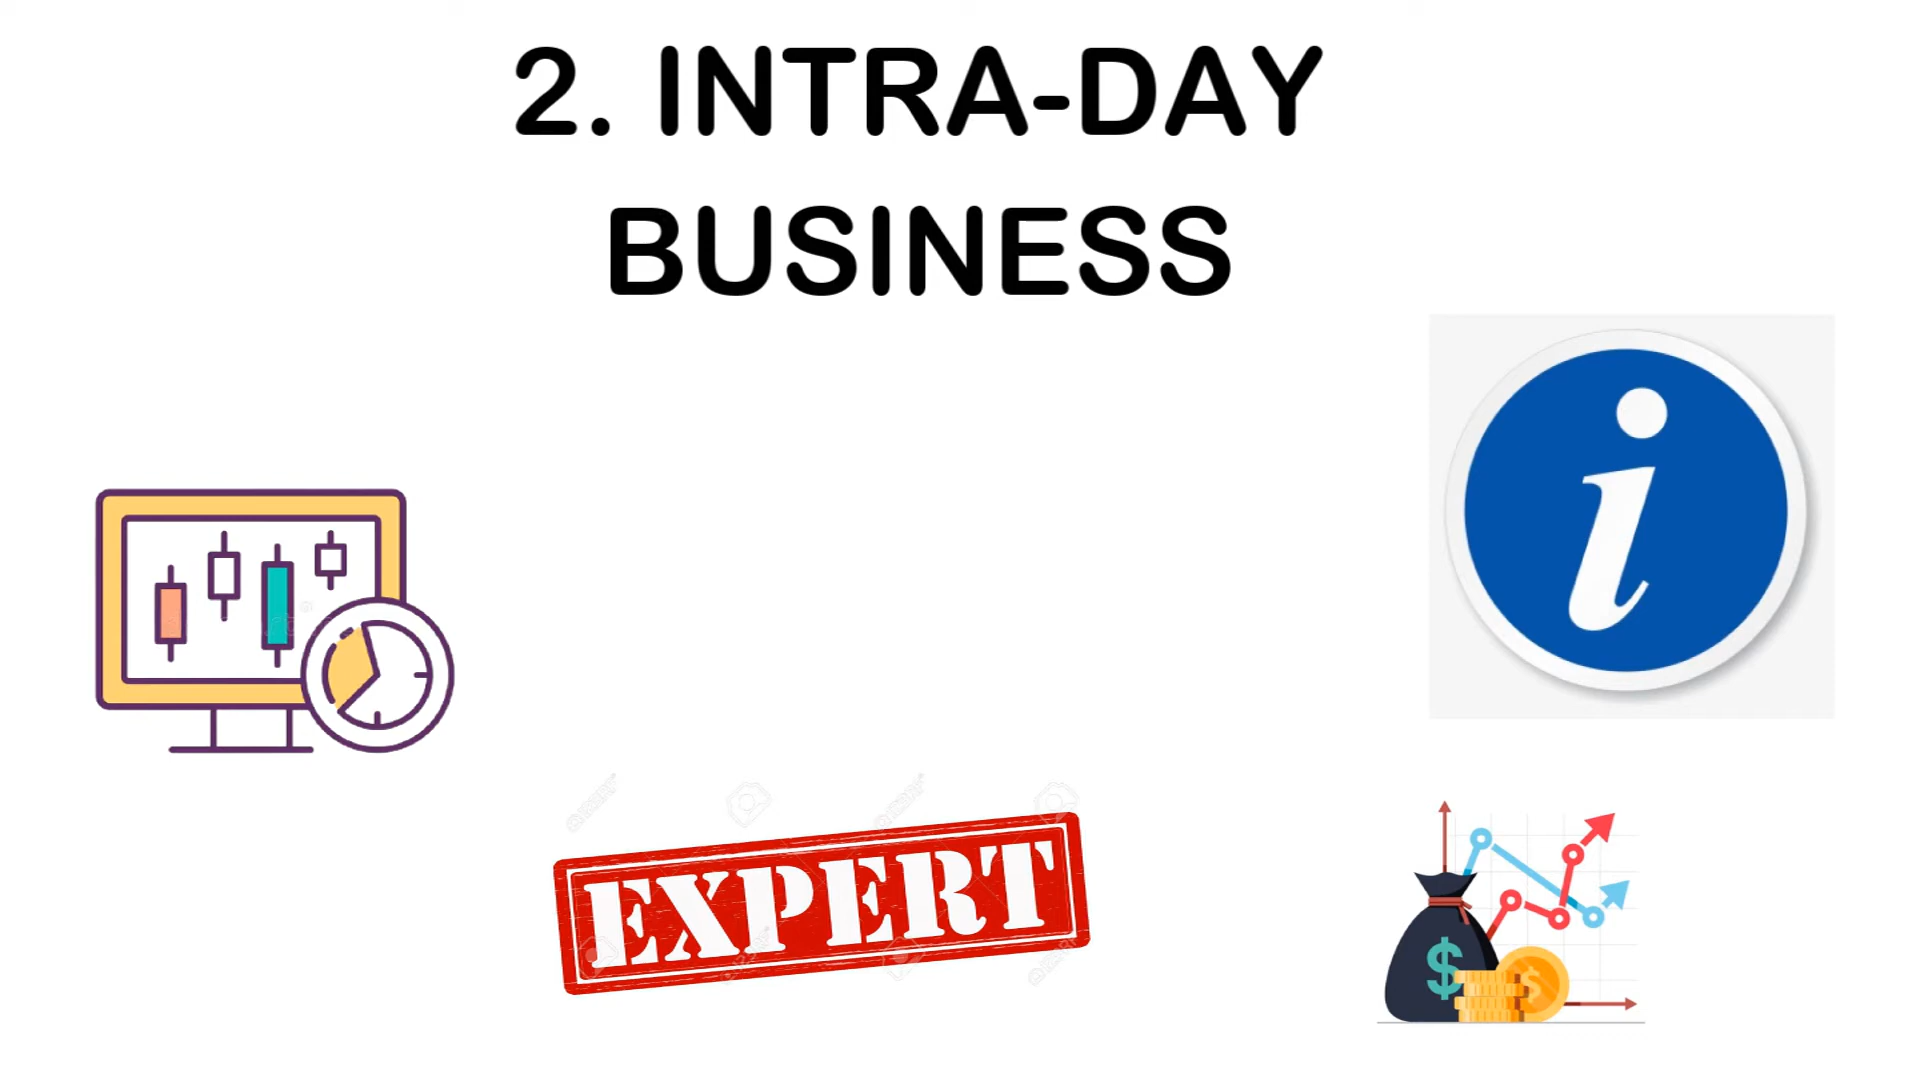 2. INTRA-DAY
BUSINESS
i
EXPERT
$
$